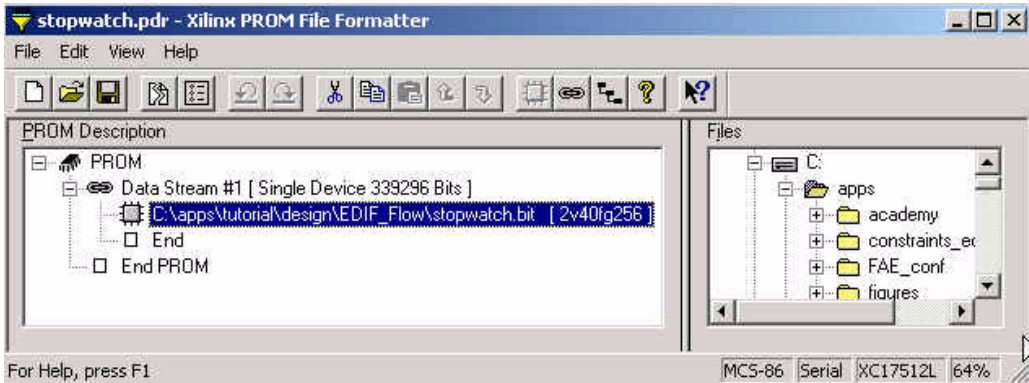 stopwatch.pdr - Xilinx PROM File Formatter
File Edit View Help
PROM Description
PROM
Data Stream #1 [ Single Device 339296 Bits ]
C:\apps\tutorial\design\EDIF_Flow\stopwatch.bit [ 2v40fg256 ]
End
End PROM
Files
C:
apps
academy
constraints_ec
FAE_conf
figures
For Help, press F1
MCS-86 Serial XC17512L 64%